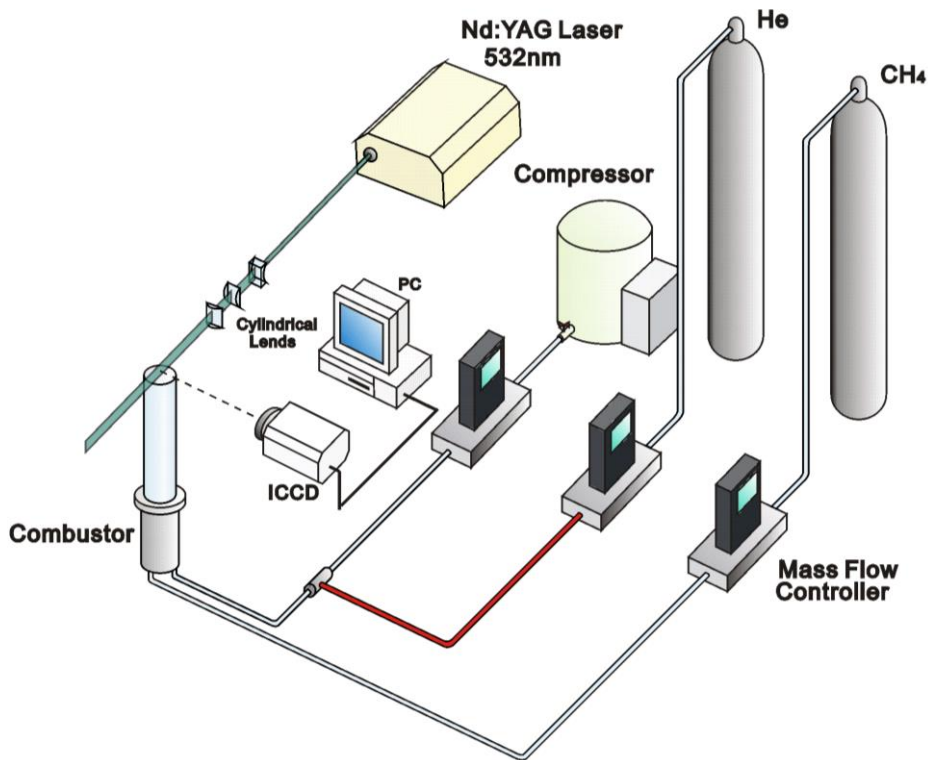 He
Nd:YAG Laser
532nm
CH4
Compressor
PC
Cylindrical
Lends
ICCD
Combustor
Mass Flow
Controller